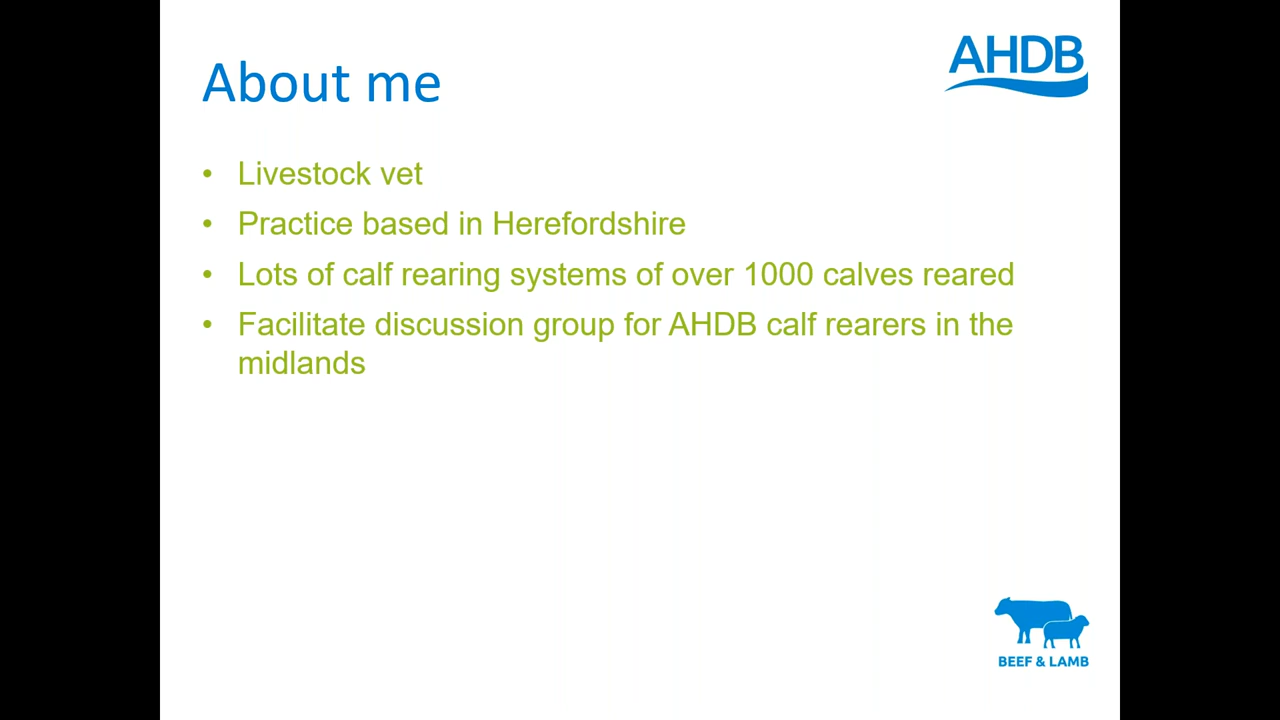 About me
AHDB
• Livestock vet
• Practice based in Herefordshire
• Lots of calf rearing systems of over 1000 calves reared
• Facilitate discussion group for AHDB calf rearers in the
midlands
BEEF & LAMB